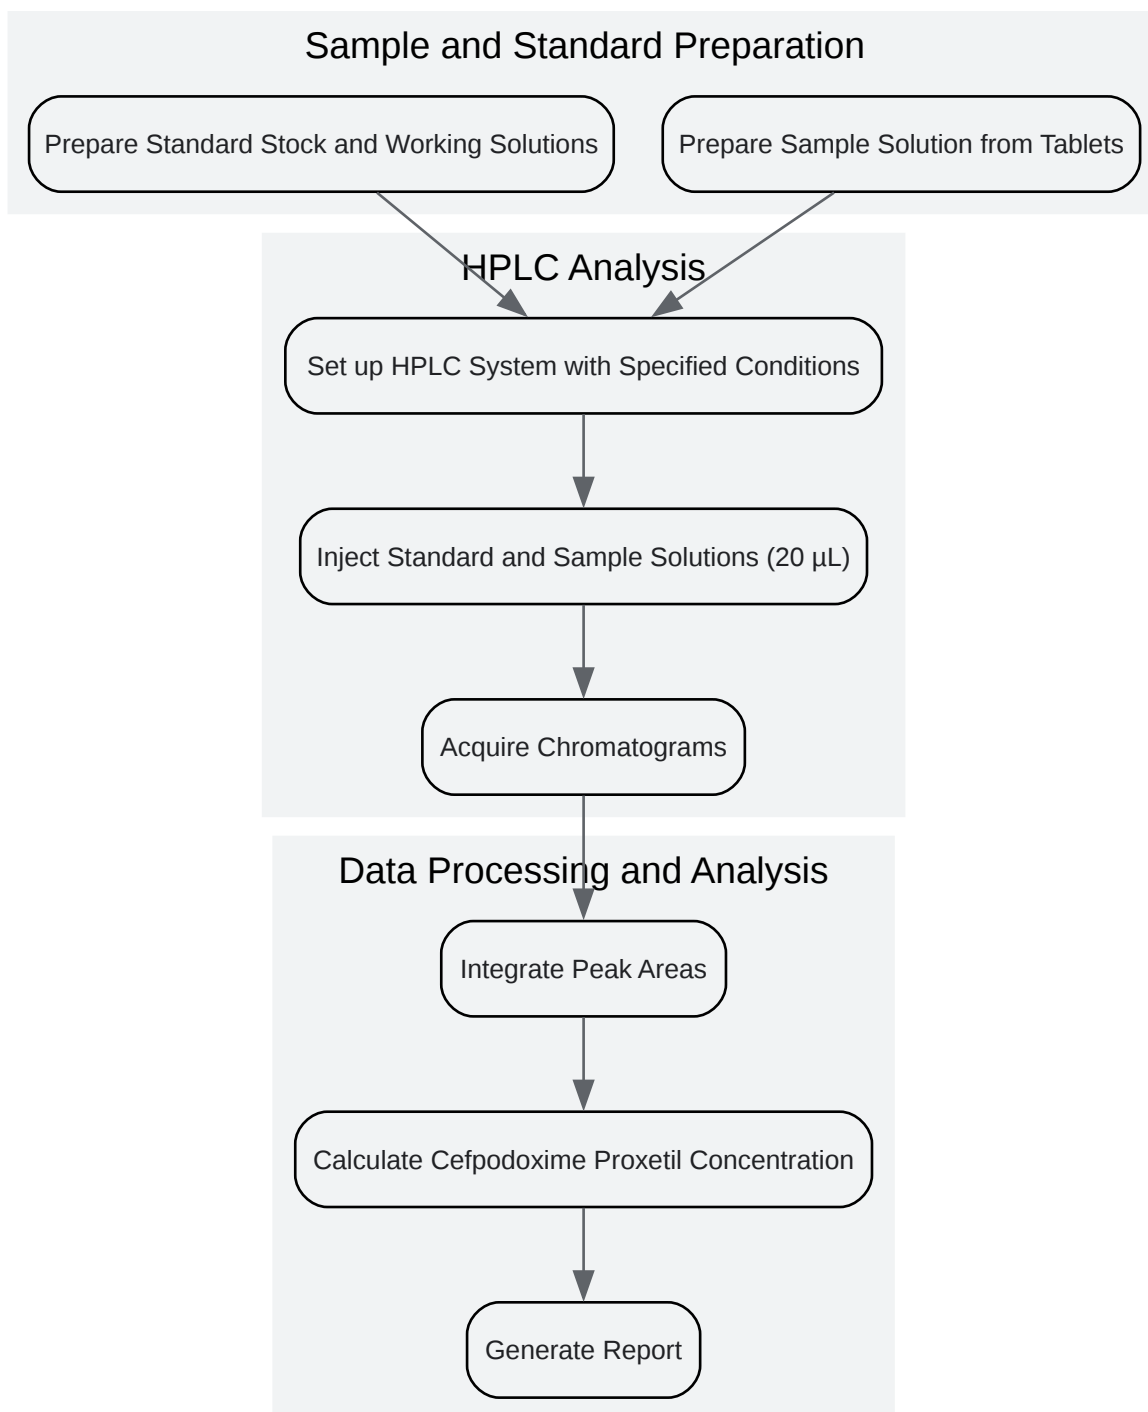 Sample and Standard Preparation
Prepare Standard Stock and Working Solutions
Prepare Sample Solution from Tablets
HPLC Analysis
Set up HPLC System with Specified Conditions
Inject Standard and Sample Solutions (20 µL)
Acquire Chromatograms
Data Processing and Analysis
Integrate Peak Areas
Calculate Cefpodoxime Proxetil Concentration
Generate Report